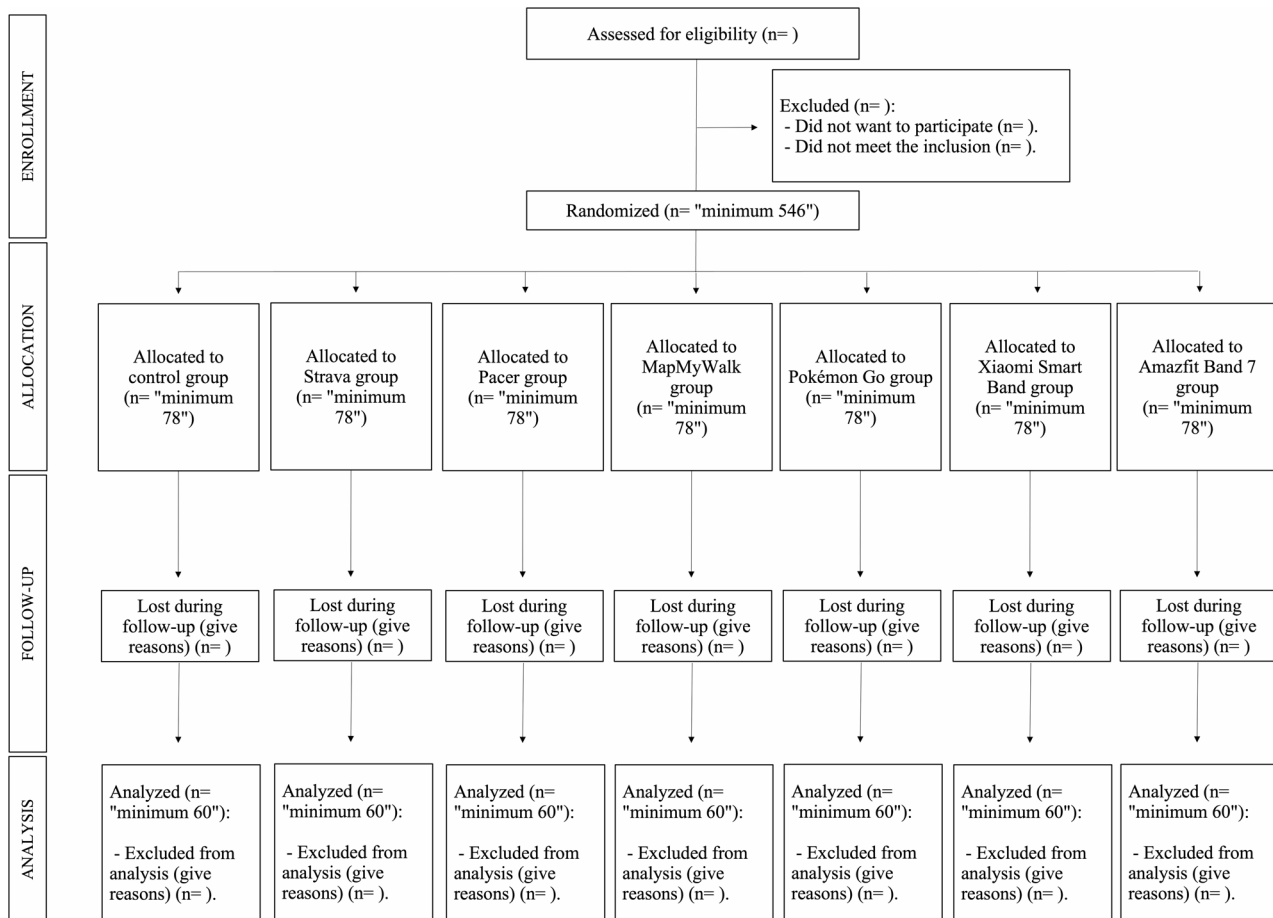 ENROLLMENT
Assessed for eligibility (n= )
Excluded (n= ):
- Did not want to participate (n= ).
- Did not meet the inclusion (n= ).
Randomized (n= "minimum 546")
ALLOCATION
Allocated to
control group
(n= "minimum
78")
Allocated to
Strava group
(n= "minimum
78")
Allocated to
Pacer group
(n= "minimum
78")
Allocated to
MapMyWalk
group
(n= "minimum
78")
Allocated to
Pokémon Go group
(n= "minimum
78")
Allocated to
Xiaomi Smart
Band group
(n= "minimum
78")
Allocated to
Amazfit Band 7
group
(n= "minimum
78")
FOLLOW-UP
Lost during
follow-up (give
reasons) (n= )
Lost during
follow-up (give
reasons) (n= )
Lost during
follow-up (give
reasons) (n= )
Lost during
follow-up (give
reasons) (n= )
Lost during
follow-up (give
reasons) (n= )
Lost during
follow-up (give
reasons) (n= )
Lost during
follow-up (give
reasons) (n= )
ANALYSIS
Analyzed (n=
"minimum 60"):
- Excluded from
analysis (give
reasons) (n= ).
Analyzed (n=
"minimum 60"):
- Excluded from
analysis (give
reasons) (n= ).
Analyzed (n=
"minimum 60"):
- Excluded from
analysis (give
reasons) (n= ).
Analyzed (n=
"minimum 60"):
- Excluded from
analysis (give
reasons) (n= ).
Analyzed (n=
"minimum 60"):
- Excluded from
analysis (give
reasons) (n= ).
Analyzed (n=
"minimum 60"):
- Excluded from
analysis (give
reasons) (n= ).
Analyzed (n=
"minimum 60"):
- Excluded from
analysis (give
reasons) (n= ).